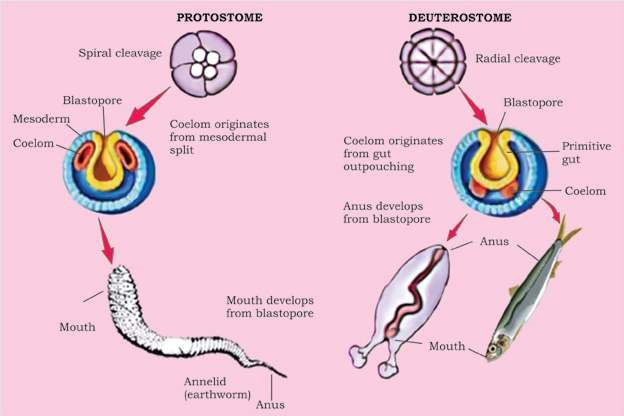 PROTOSTOME
Spiral cleavage
Blastopore
Mesoderm
Coelom
Coelom originates
from mesodermal
split
Mouth
Mouth develops
from blastopore
Annelid
(earthworm)
Anus
DEUTEROSTOME
Radial cleavage
Blastopore
Coelom originates
from gut
outpouching
Primitive
gut
Coelom
Anus develops
from blastopore
Anus
Mouth